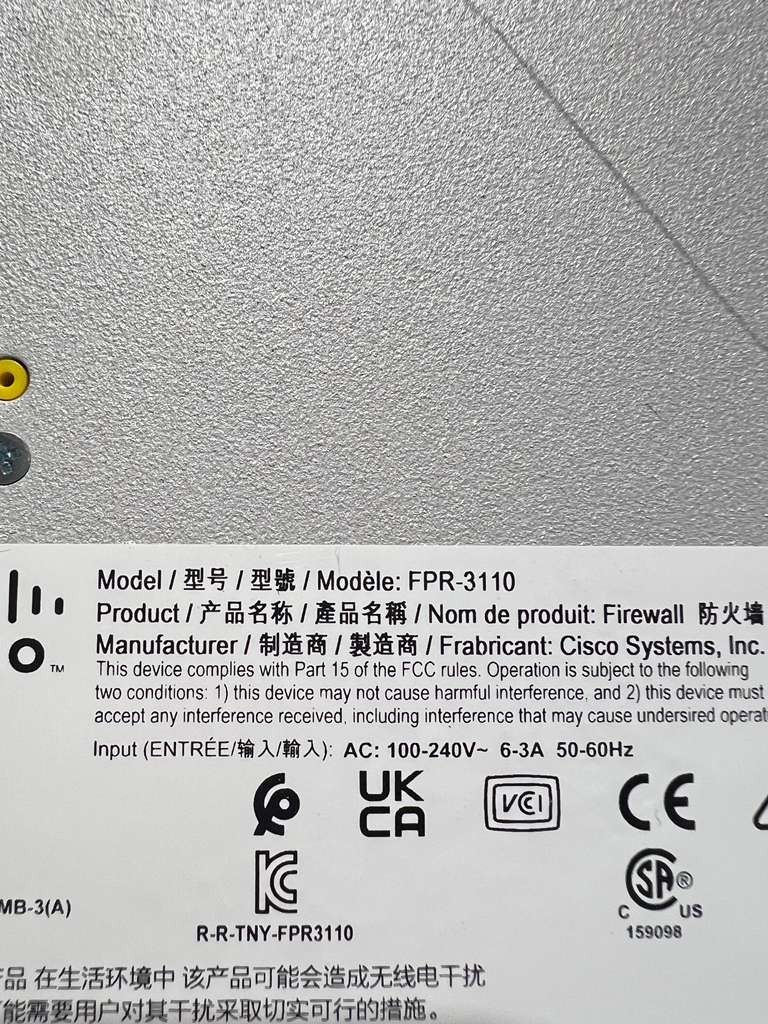 Model / 型号 / 型號 / Modèle: FPR-3110
Product / 产品名称 / 產品名稱 / Nom de produit: Firewall 防火墙
Manufacturer / 制造商 / 製造商 / Frabricant: Cisco Systems, Inc.
o™
This device complies with Part 15 of the FCC rules. Operation is subject to the following
two conditions: 1) this device may not cause harmful interference, and 2) this device must
accept any interference received, including interference that may cause undersired operat
Input (ENTRÉE/输入/輸入): AC: 100-240V~ 6-3A 50-60Hz
UK
CA
VCI
CE
KC
SA®
C US
MB-3(A)
R-R-TNY-FPR3110
159098
品 在生活环境中 该产品可能会造成无线电干扰
能需要用户对其干扰采取切实可行的措施。